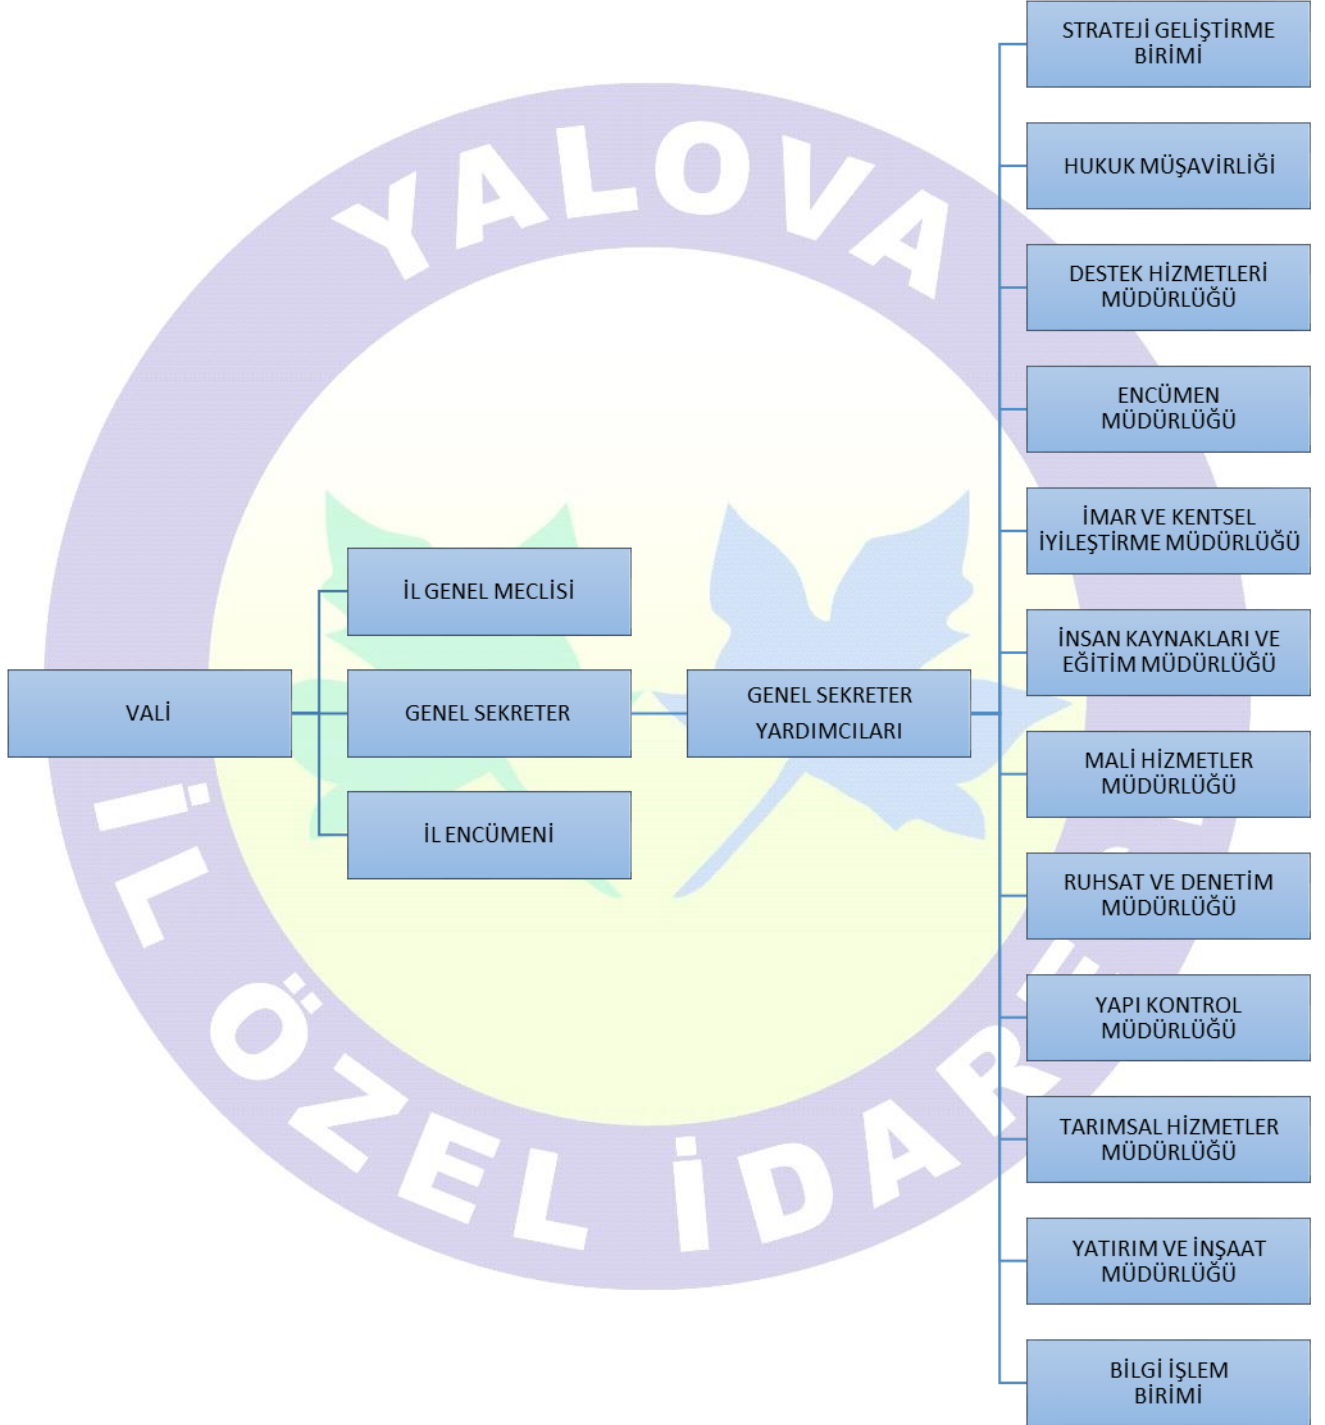 YALOVA
İL ÖZEL İDARE
VALİ
İL GENEL MECLİSİ
GENEL SEKRETER
İL ENCÜMENİ
GENEL SEKRETER
YARDIMCILARI
STRATEJİ GELİŞTİRME
BİRİMİ
HUKUK MÜŞAVİRLİĞİ
DESTEK HİZMETLERİ
MÜDÜRLÜĞÜ
ENCÜMEN
MÜDÜRLÜĞÜ
İMAR VE KENTSEL
İYİLEŞTİRME MÜDÜRLÜĞÜ
İNSAN KAYNAKLARI VE
EĞİTİM MÜDÜRLÜĞÜ
MALİ HİZMETLER
MÜDÜRLÜĞÜ
RUHSAT VE DENETİM
MÜDÜRLÜĞÜ
YAPI KONTROL
MÜDÜRLÜĞÜ
TARIMSAL HİZMETLER
MÜDÜRLÜĞÜ
YATIRIM VE İNŞAAT
MÜDÜRLÜĞÜ
BİLGİ İŞLEM
BİRİMİ